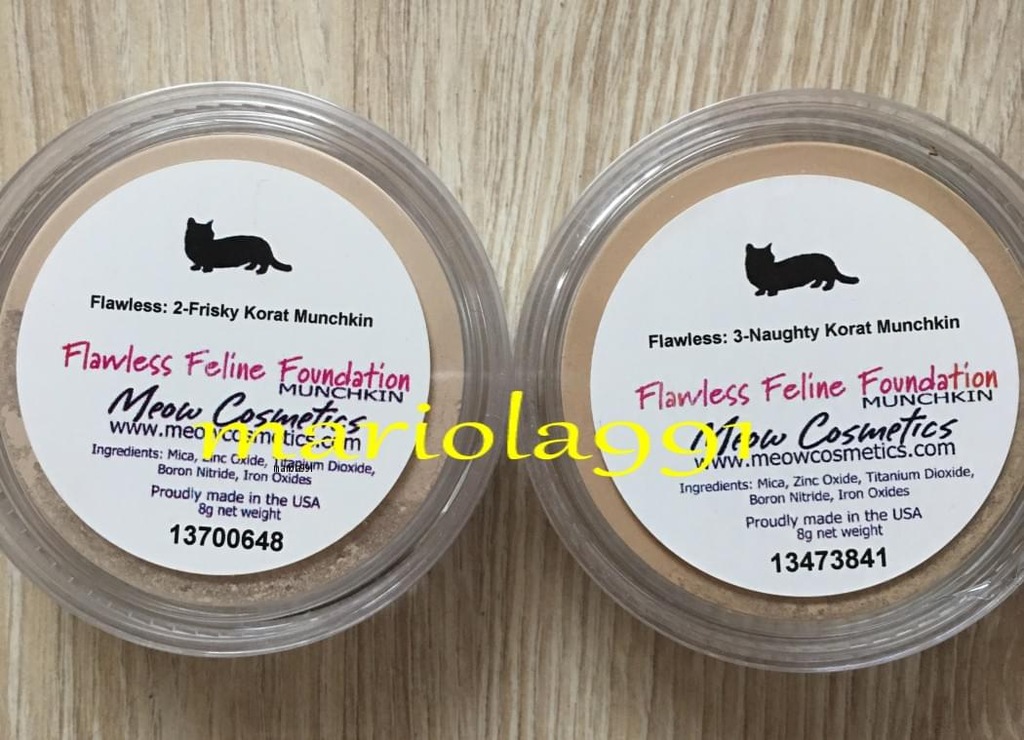 Flawless: 2-Frisky Korat Munchkin
Flawless Feline Foundation
MUNCHKIN
Meow Cosmetics
www.meowcosmetics.com
Ingredients: Mica, Zinc Oxide, Titanium Dioxide,
Boron Nitride, Iron Oxides
Proudly made in the USA
8g net weight
13700648
Flawless: 3-Naughty Korat Munchkin
Flawless Feline Foundation
MUNCHKIN
Meow Cosmetics
www.meowcosmetics.com
Ingredients: Mica, Zinc Oxide, Titanium Dioxide,
Boron Nitride, Iron Oxides
Proudly made in the USA
8g net weight
13473841
mariola991